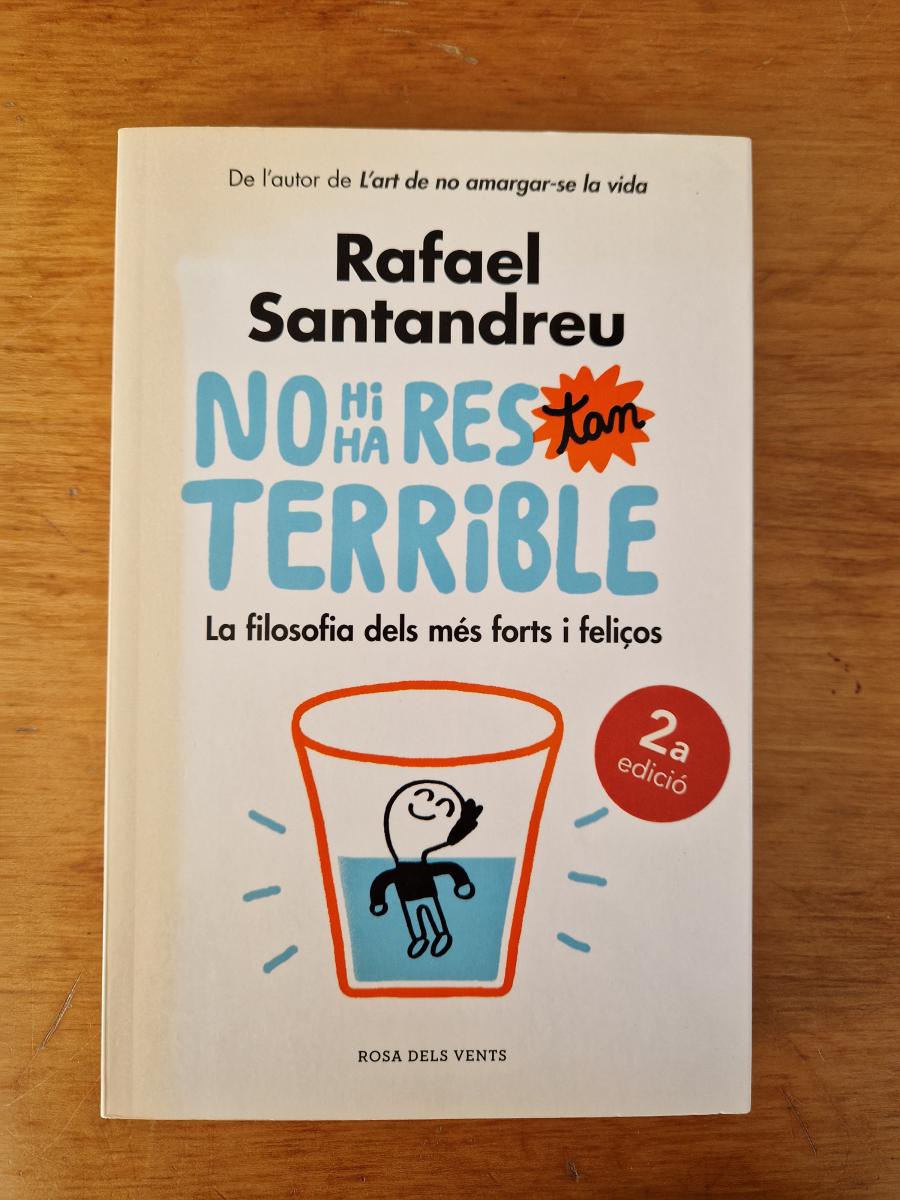 De l'autor de L'art de no amargar-se la vida
Rafael
Santandreu
NO Hi HA RES tan
TERRiBLE
La filosofia dels més forts i feliços
2a
edició
ROSA DELS VENTS